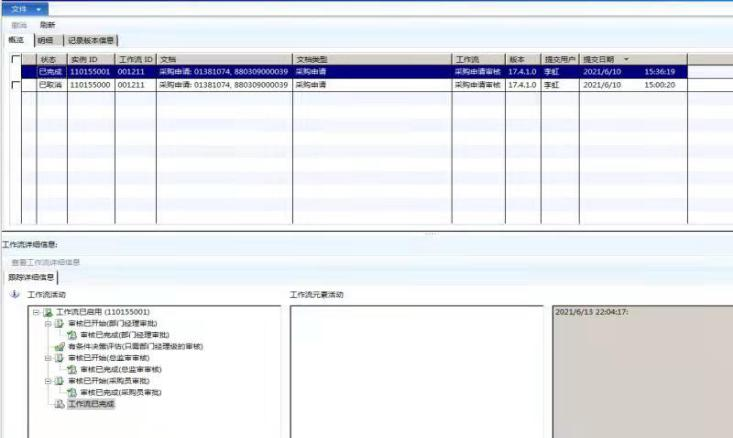 文件
撤消 刷新
概览 明细 记录版本信息
状态 实例 ID 工作流 ID 文档 文档类型 工作流 版本 提交用户 提交日期
已完成 110155001 001211 采购申请: 01381074, 880309000039 采购申请 采购申请审核 17.4.1.0 李虹 2021/6/10 15:36:19
已取消 110155000 001211 采购申请: 01381074, 880309000039 采购申请 采购申请审核 17.4.1.0 李虹 2021/6/10 15:00:20
工作流详细信息:
查看工作流详细信息
跟踪详细信息
工作流活动 工作流元素活动
工作流已启用 (110155001) 2021/6/13 22:04:17:
审核已开始(部门经理审批)
审核已完成(部门经理审批)
有条件决策评估(只需部门经理级的审核)
审核已开始(总监审审核)
审核已完成(总监审审核)
审核已开始(采购员审批)
审核已完成(采购员审批)
工作流已完成